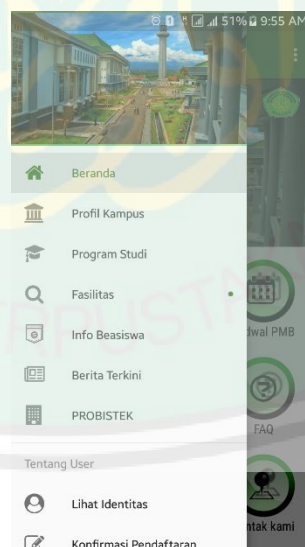 51% 9:55 AM
Beranda
Profil Kampus
Program Studi
Fasilitas
Info Beasiswa
dwal PMB
Berita Terkini
PROBISTEK
FAQ
Tentang User
Lihat Identitas
ntak kami
Konfirmasi Pendaftaran